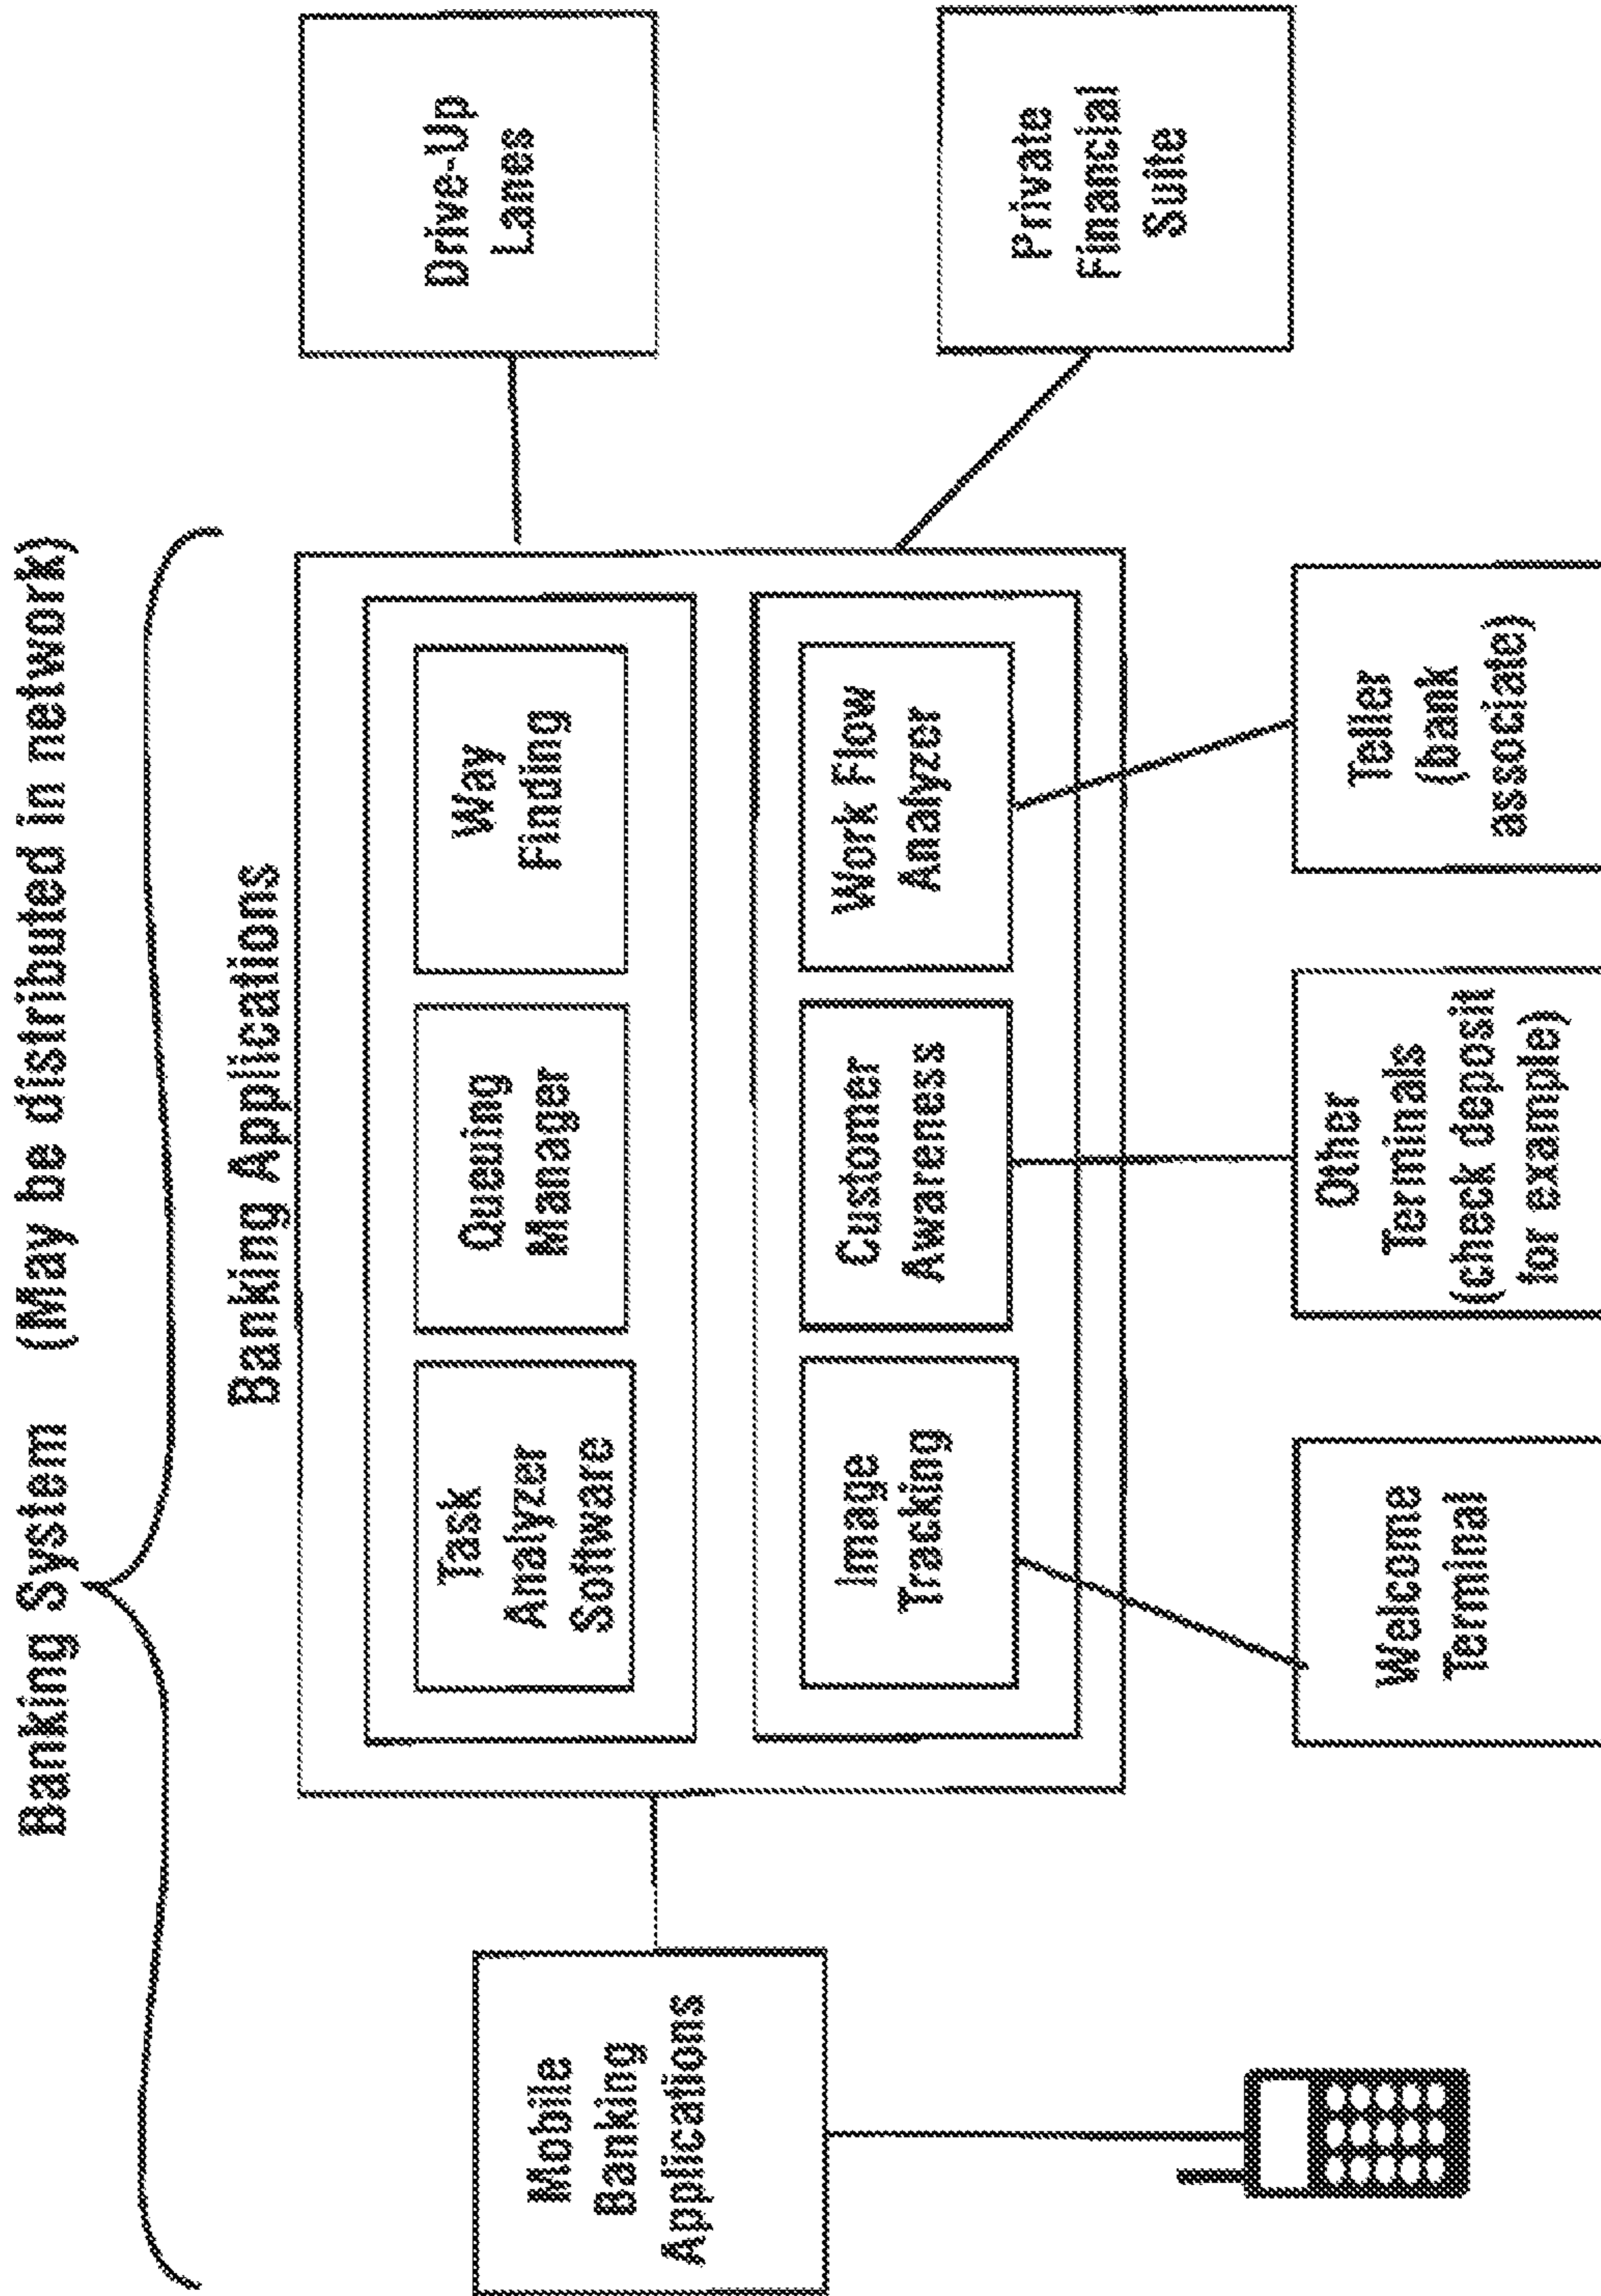 Banking System (May be distributed in network)
Banking Applications
Mobile
Banking
Applications
Task
Analyzer
Software
Queuing
Manager
Way
Finding
Image
Tracking
Customer
Awareness
Work Flow
Analyzer
Drive-Up
Lanes
Private
Financial
Suite
Welcome
Terminal
Other
Terminals
(check deposit
for example)
Teller
(bank
associate)